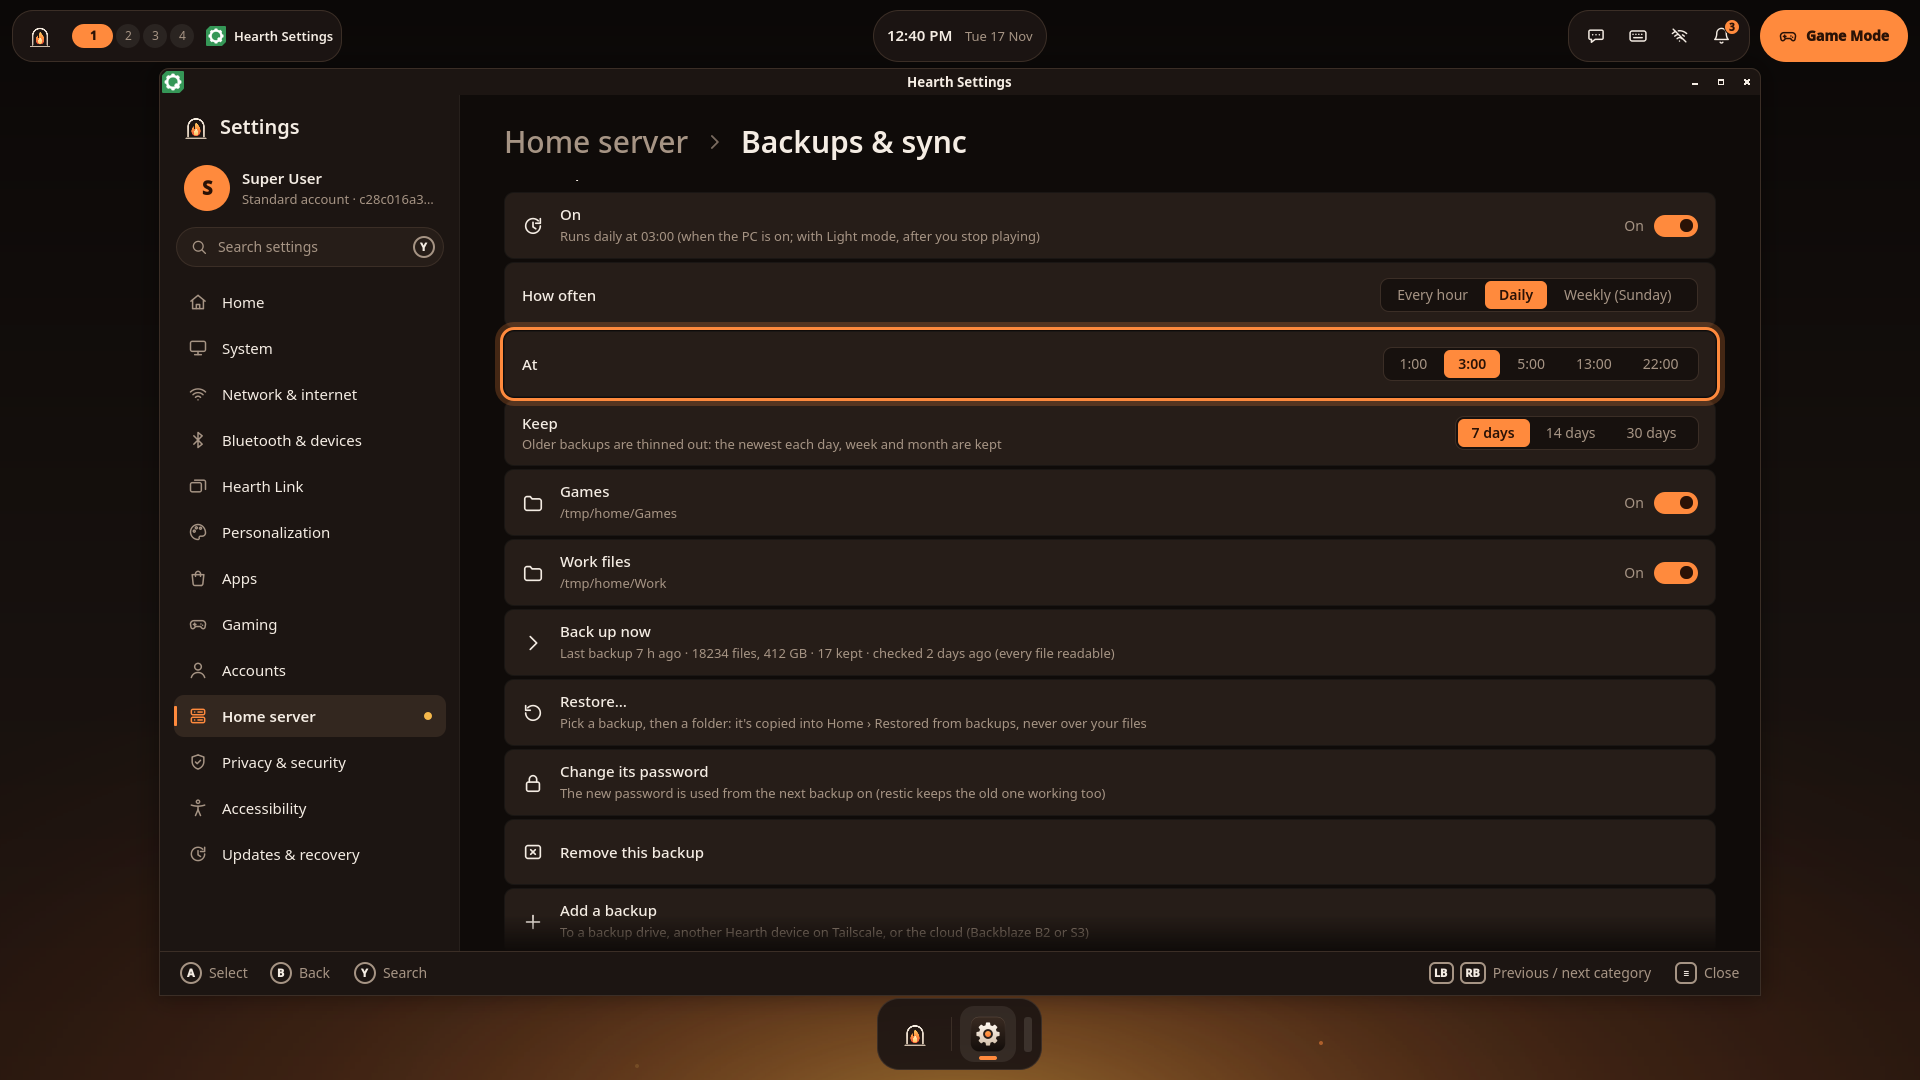 1 2 3 4 Hearth Settings
12:40 PM Tue 17 Nov
3
Game Mode
Hearth Settings
Settings
S
Super User
Standard account · c28c016a3...
Search settings Y
Home
System
Network & internet
Bluetooth & devices
Hearth Link
Personalization
Apps
Gaming
Accounts
Home server
Privacy & security
Accessibility
Updates & recovery
Home server > Backups & sync
On
Runs daily at 03:00 (when the PC is on; with Light mode, after you stop playing)
On
How often
Every hour Daily Weekly (Sunday)
At
1:00 3:00 5:00 13:00 22:00
Keep
Older backups are thinned out: the newest each day, week and month are kept
7 days 14 days 30 days
Games
/tmp/home/Games
On
Work files
/tmp/home/Work
On
Back up now
Last backup 7 h ago · 18234 files, 412 GB · 17 kept · checked 2 days ago (every file readable)
Restore...
Pick a backup, then a folder: it's copied into Home › Restored from backups, never over your files
Change its password
The new password is used from the next backup on (restic keeps the old one working too)
Remove this backup
Add a backup
To a backup drive, another Hearth device on Tailscale, or the cloud (Backblaze B2 or S3)
A Select B Back Y Search
LB RB Previous / next category ≡ Close